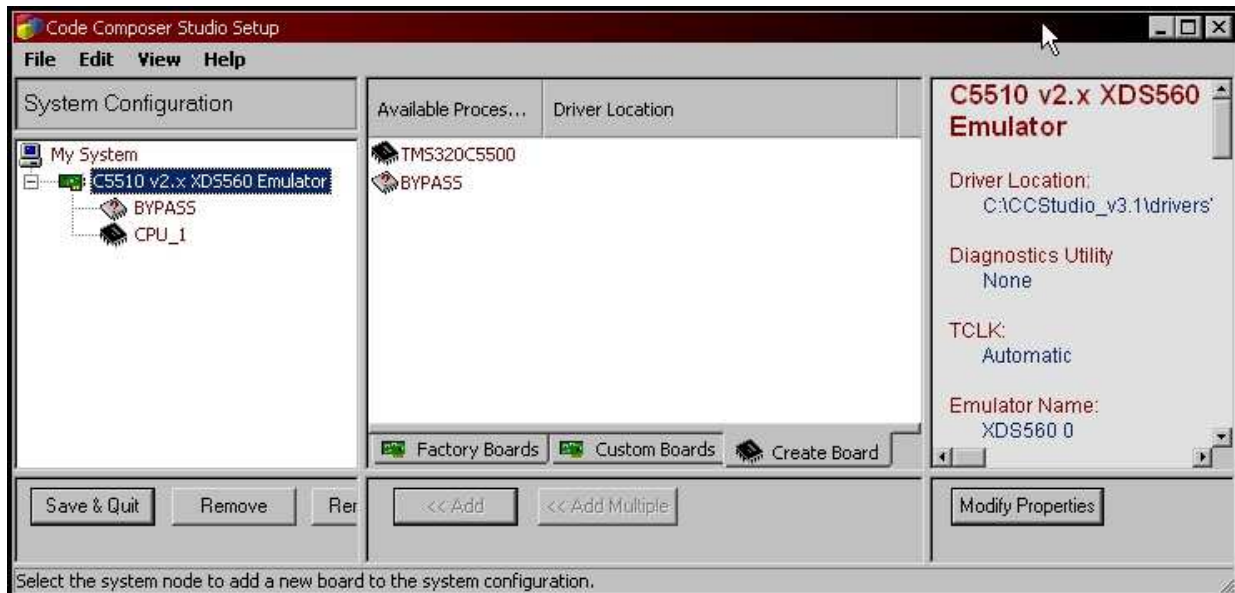 Code Composer Studio Setup
File Edit View Help
System Configuration
My System
C5510 v2.x XDS560 Emulator
BYPASS
CPU_1
Save & Quit Remove Rer
Available Proces... Driver Location
TMS320C5500
BYPASS
Factory Boards Custom Boards Create Board
<< Add << Add Multiple
C5510 v2.x XDS560
Emulator
Driver Location:
C:\CCStudio_v3.1\drivers'
Diagnostics Utility
None
TCLK:
Automatic
Emulator Name:
XDS560 0
Modify Properties
Select the system node to add a new board to the system configuration.